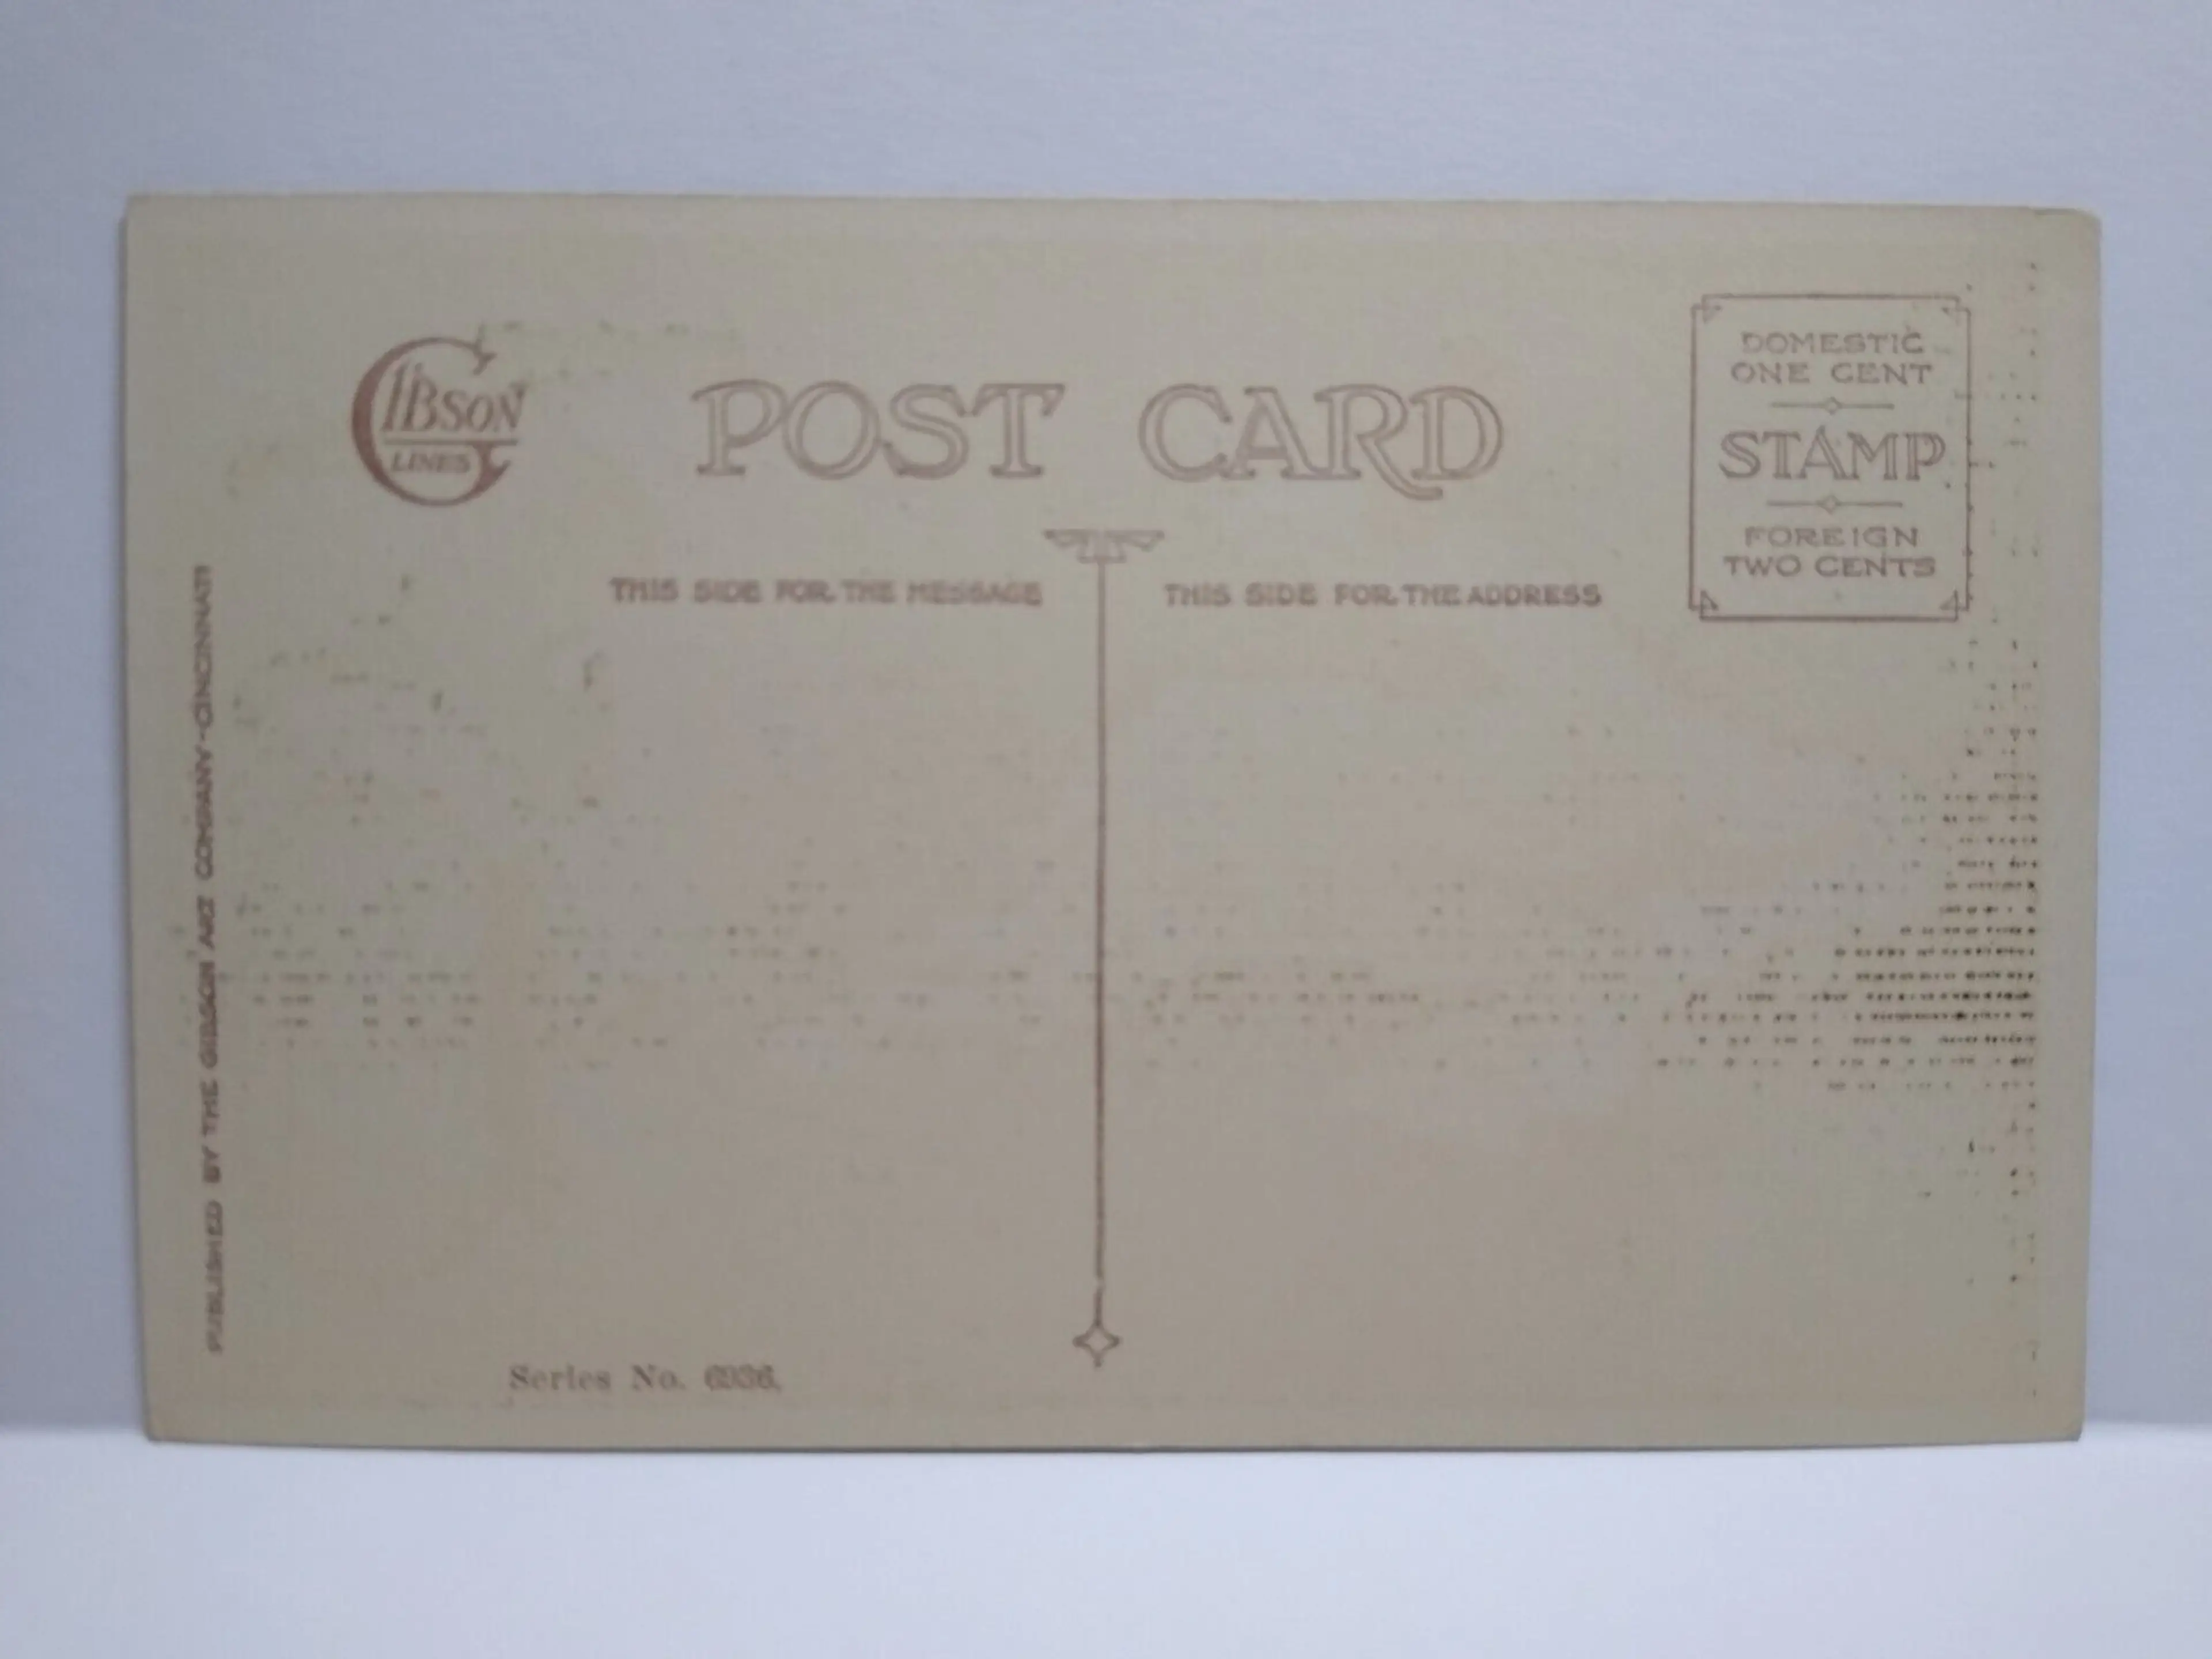 GIBSON
LINES
POST CARD
DOMESTIC
ONE CENT
STAMP
FOREIGN
TWO CENTS
THIS SIDE FOR THE MESSAGE
THIS SIDE FOR THE ADDRESS
PUBLISHED BY THE GIBSON ART COMPANY-CINCINNATI
Series No.